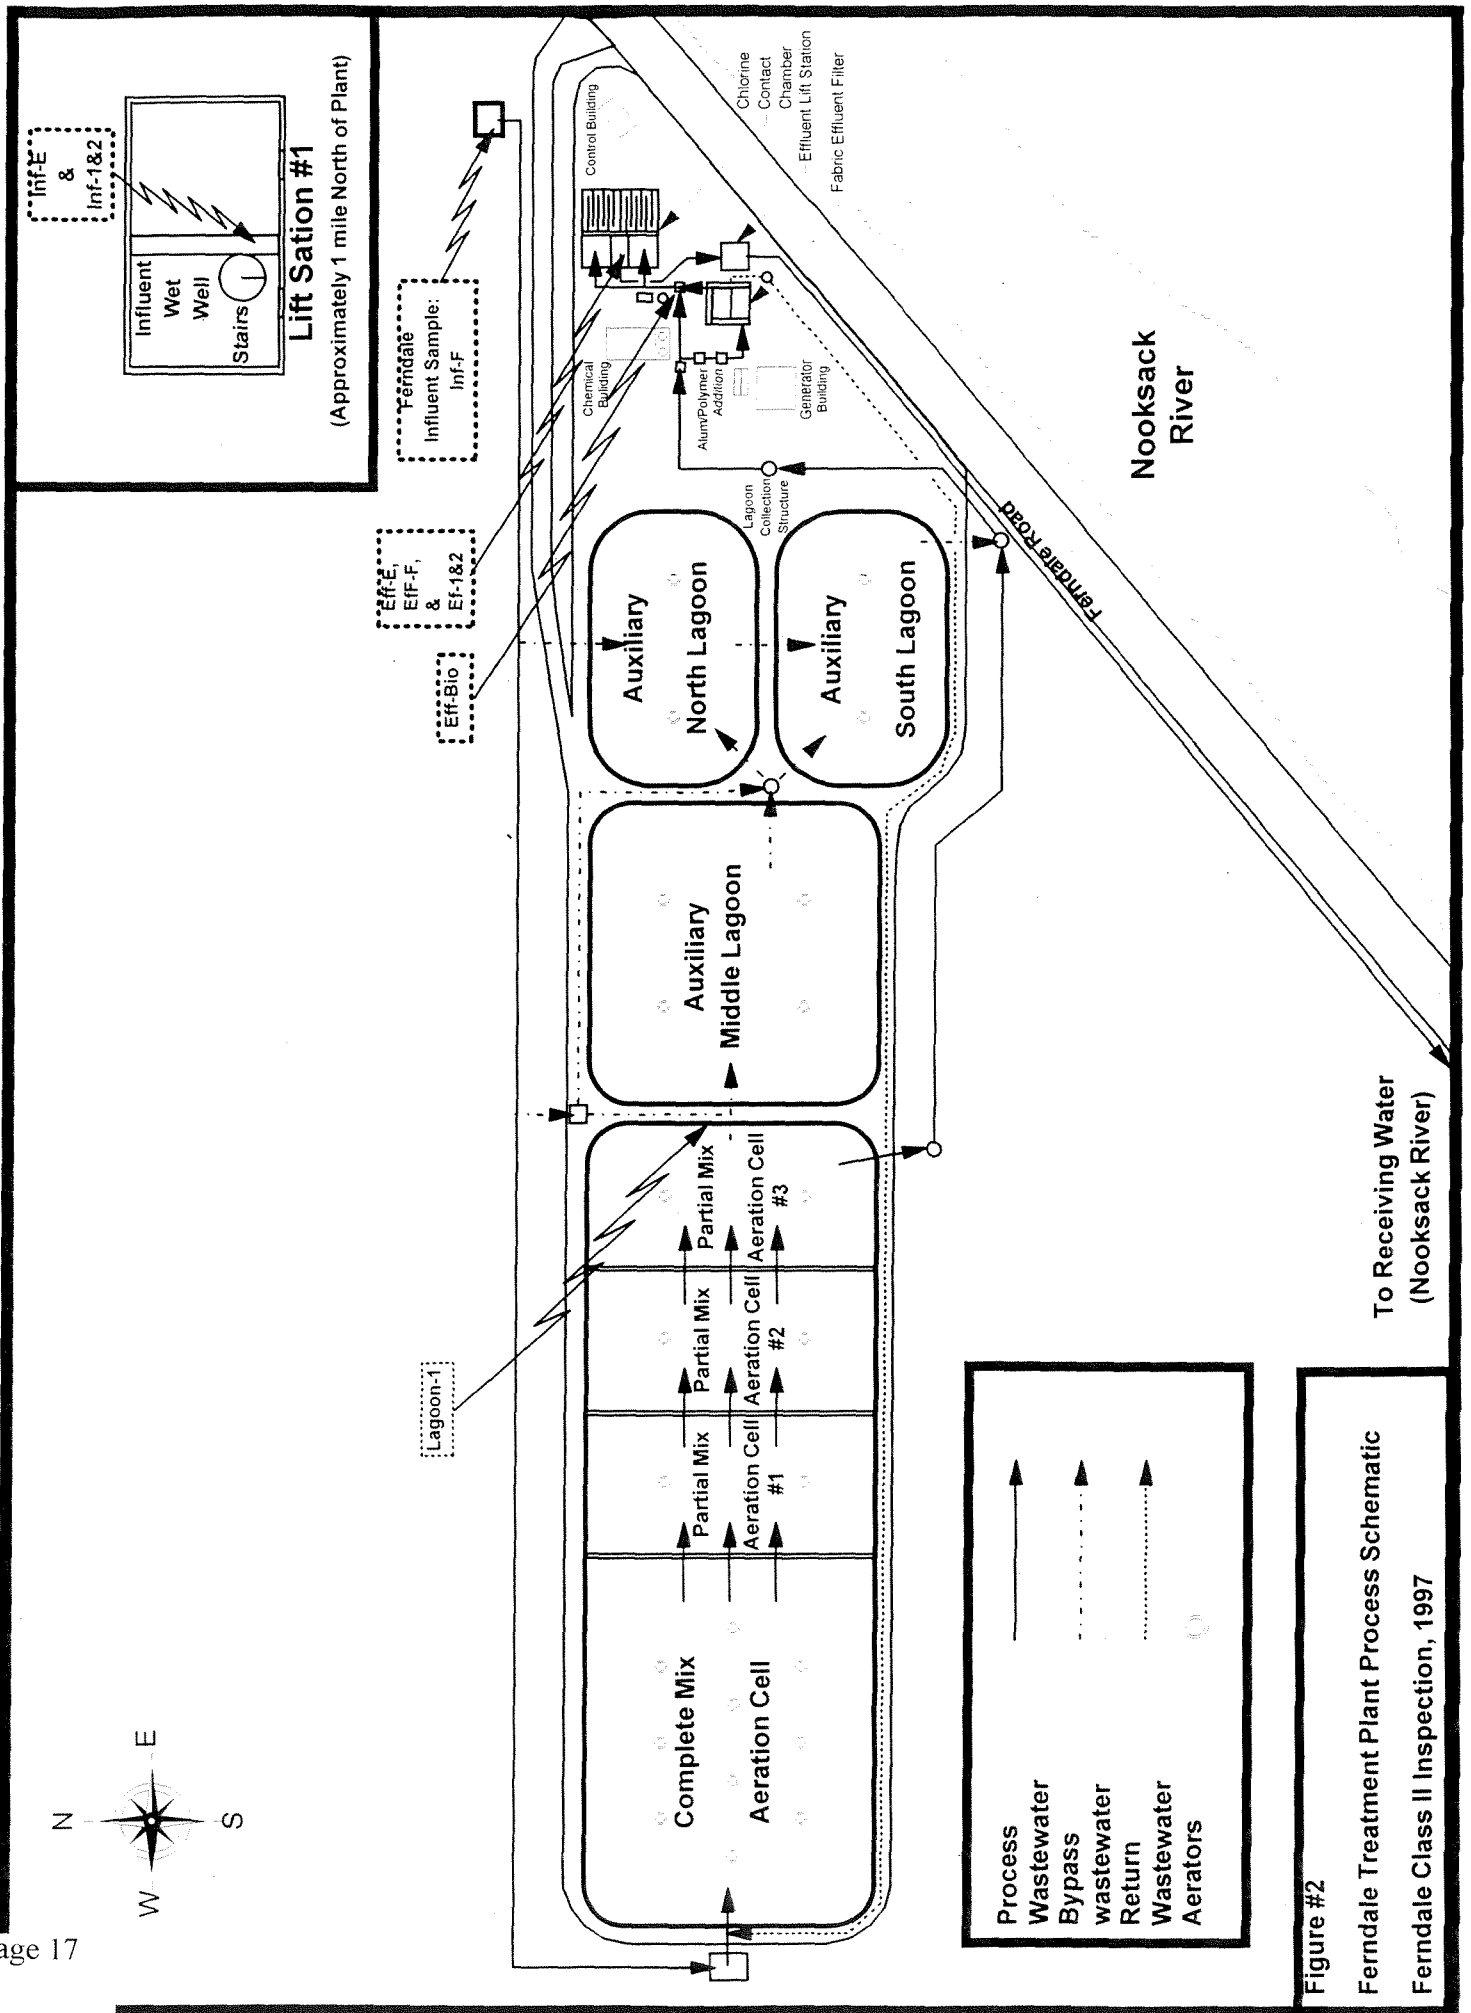 age 17
N
W
E
S
Inf-E
&
Inf-1&2
Influent
Wet
Well
Stairs
Lift Sation #1
(Approximately 1 mile North of Plant)
Ferndale
Influent Sample:
Inf-F
Eff-E,
EfF-F,
&
Ef-1&2
Eff-Bio
Lagoon-1
Control Building
Chlorine
Contact
Chamber
Effluent Lift Station
Fabric Effluent Filter
Chemical
Building
Alum/Polymer
Addition
Generator
Building
Lagoon
Collection
Structure
Complete Mix
Aeration Cell
Partial Mix
Aeration Cell
#1
Partial Mix
Aeration Cell
#2
Partial Mix
Aeration Cell
#3
Auxiliary
Middle Lagoon
Auxiliary
North Lagoon
Auxiliary
South Lagoon
Ferndale Road
Nooksack
River
To Receiving Water
(Nooksack River)
Process
Wastewater
Bypass
wastewater
Return
Wastewater
Aerators
Figure #2
Ferndale Treatment Plant Process Schematic
Ferndale Class II Inspection, 1997